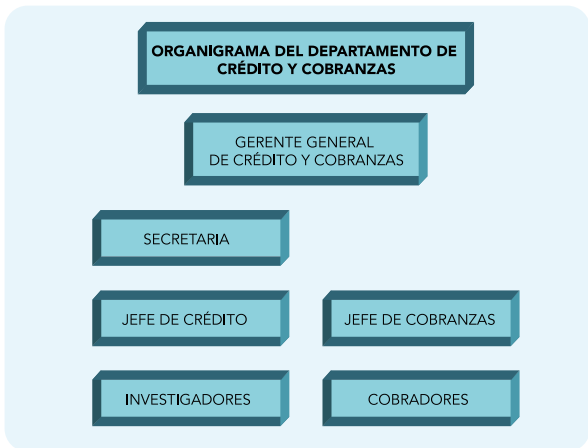 ORGANIGRAMA DEL DEPARTAMENTO DE
CRÉDITO Y COBRANZAS
GERENTE GENERAL
DE CRÉDITO Y COBRANZAS
SECRETARIA
JEFE DE CRÉDITO
JEFE DE COBRANZAS
INVESTIGADORES
COBRADORES